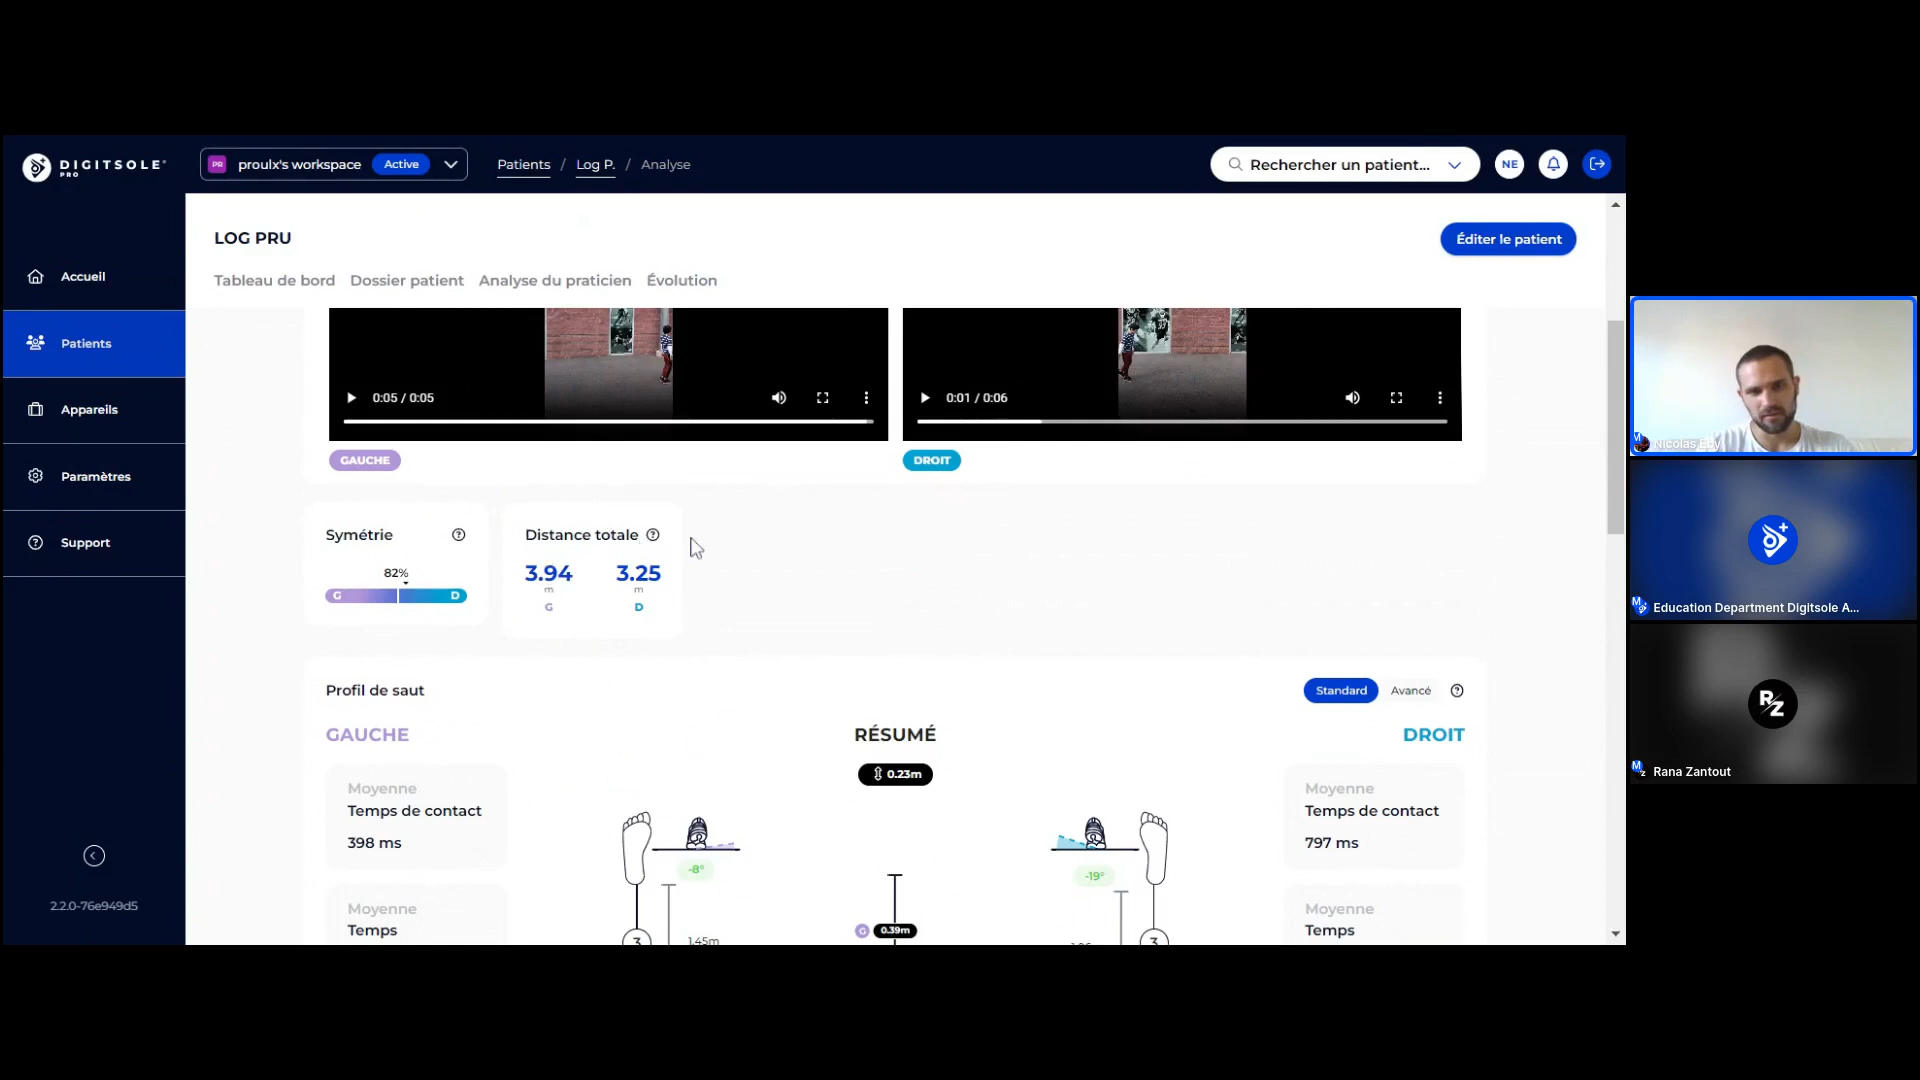 DIGITSOLE
PRO
PR proulx's workspace Active
Patients / Log P. / Analyse
Rechercher un patient...
NE
LOG PRU
Éditer le patient
Tableau de bord Dossier patient Analyse du praticien Évolution
Accueil
Patients
Appareils
Paramètres
Support
2.2.0-76e949d5
0:05 / 0:05
0:01 / 0:06
GAUCHE
DROIT
Symétrie
82%
G D
Distance totale
3.94 3.25
m m
G D
Profil de saut
Standard Avancé
GAUCHE
RÉSUMÉ
DROIT
0.23m
Moyenne
Temps de contact
398 ms
Moyenne
Temps
-8°
3
1.45m
G 0.39m
-19°
3
Moyenne
Temps de contact
797 ms
Moyenne
Temps
Education Department Digitsole A...
RZ
Rana Zantout